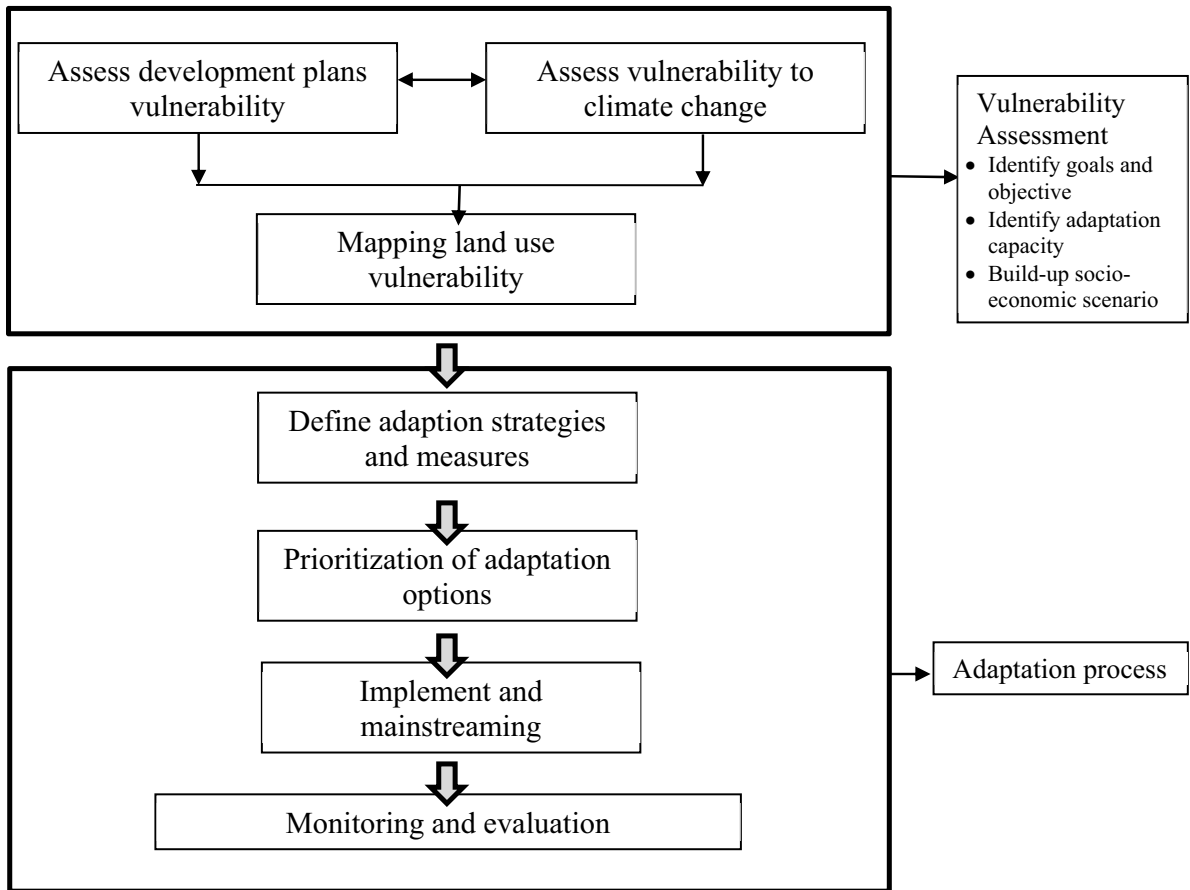 Assess development plans
vulnerability
Assess vulnerability to
climate change
Mapping land use
vulnerability
Vulnerability
Assessment
• Identify goals and
objective
• Identify adaptation
capacity
• Build-up socio-
economic scenario
Define adaption strategies
and measures
Prioritization of adaptation
options
Implement and
mainstreaming
Monitoring and evaluation
Adaptation process